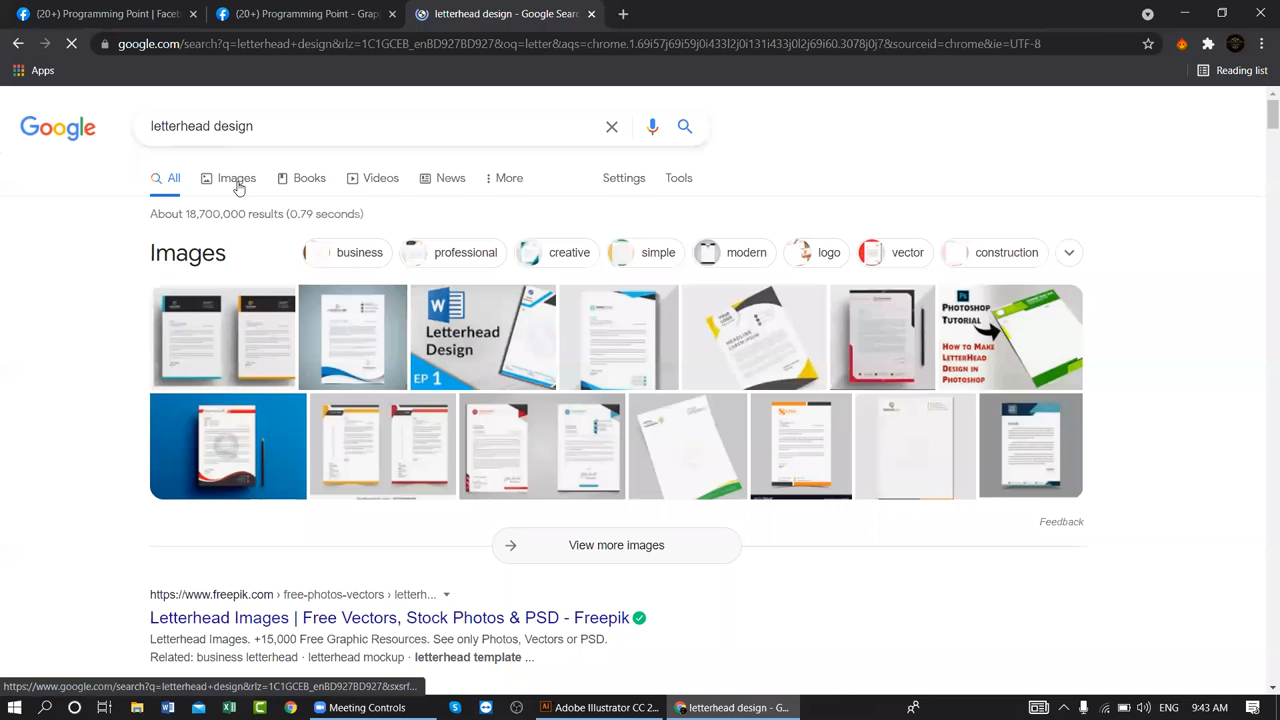 (20+) Programming Point | Faceb
(20+) Programming Point - Grap
letterhead design - Google Sear
google.com/search?q=letterhead+design&rlz=1C1GCEB_enBD927BD927&oq=letter&aqs=chrome.1.69i57j69i59j0i433l2j0i131i433j0l2j69i60.3078j0j7&sourceid=chrome&ie=UTF-8
Apps
Reading list
Google
letterhead design
All
Images
Books
Videos
News
More
Settings
Tools
About 18,700,000 results (0.79 seconds)
Images
business
professional
creative
simple
modern
logo
vector
construction
Letterhead
Design
EP 1
PHOTOSHOP
TUTORIAL
HOW TO MAKE
LETTERHEAD
DESIGN IN
PHOTOSHOP
Feedback
View more images
https://www.freepik.com › free-photos-vectors › letterh...
Letterhead Images | Free Vectors, Stock Photos & PSD - Freepik
Letterhead Images. +15,000 Free Graphic Resources. See only Photos, Vectors or PSD.
Related: business letterhead · letterhead mockup · letterhead template ...
https://www.google.com/search?q=letterhead+design&rlz=1C1GCEB_enBD927BD927&sxsrf...
Meeting Controls
Adobe Illustrator CC 2...
letterhead design - G...
ENG
9:43 AM